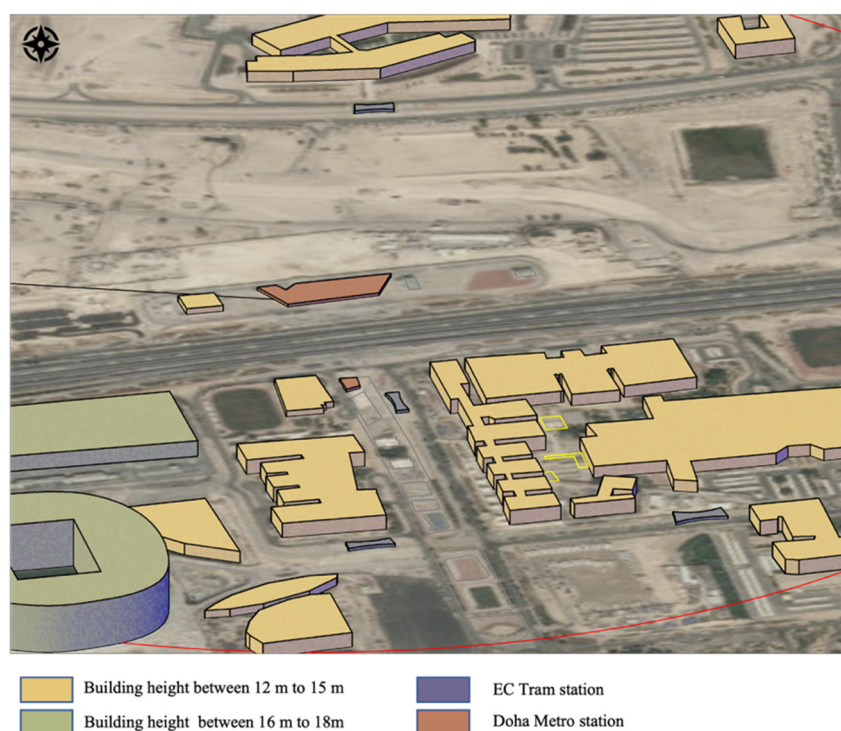 Building height between 12 m to 15 m
EC Tram station
Building height between 16 m to 18m
Doha Metro station